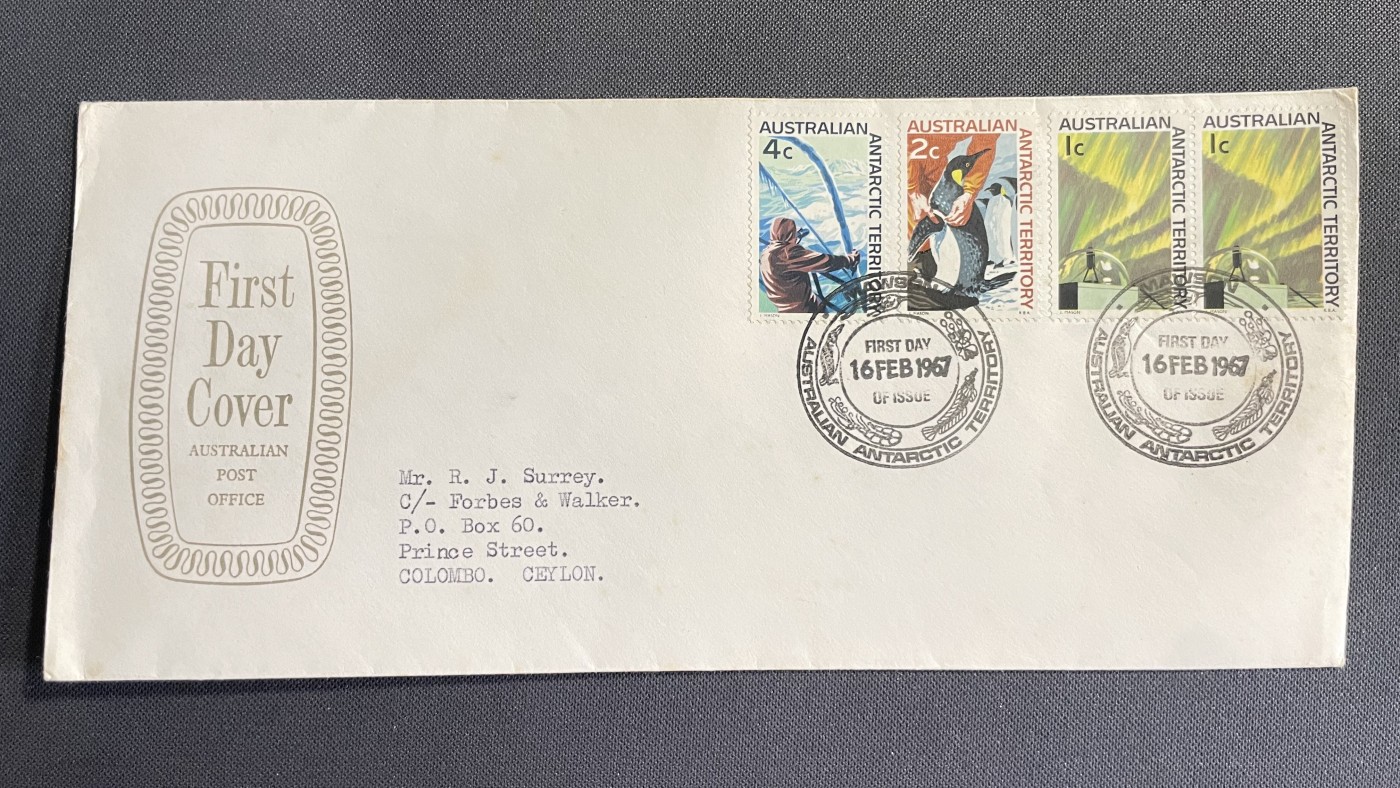 AUSTRALIAN ANTARCTIC TERRITORY
4c
AUSTRALIAN ANTARCTIC TERRITORY
2c
AUSTRALIAN ANTARCTIC TERRITORY
1c
AUSTRALIAN ANTARCTIC TERRITORY
1c
First
Day
Cover
AUSTRALIAN
POST
OFFICE
MAWSON
FIRST DAY
16 FEB 1967
OF ISSUE
AUSTRALIAN ANTARCTIC TERRITORY
MAWSON
FIRST DAY
16 FEB 1967
OF ISSUE
AUSTRALIAN ANTARCTIC TERRITORY
Mr. R. J. Surrey.
C/- Forbes & Walker.
P.O. Box 60.
Prince Street.
COLOMBO. CEYLON.